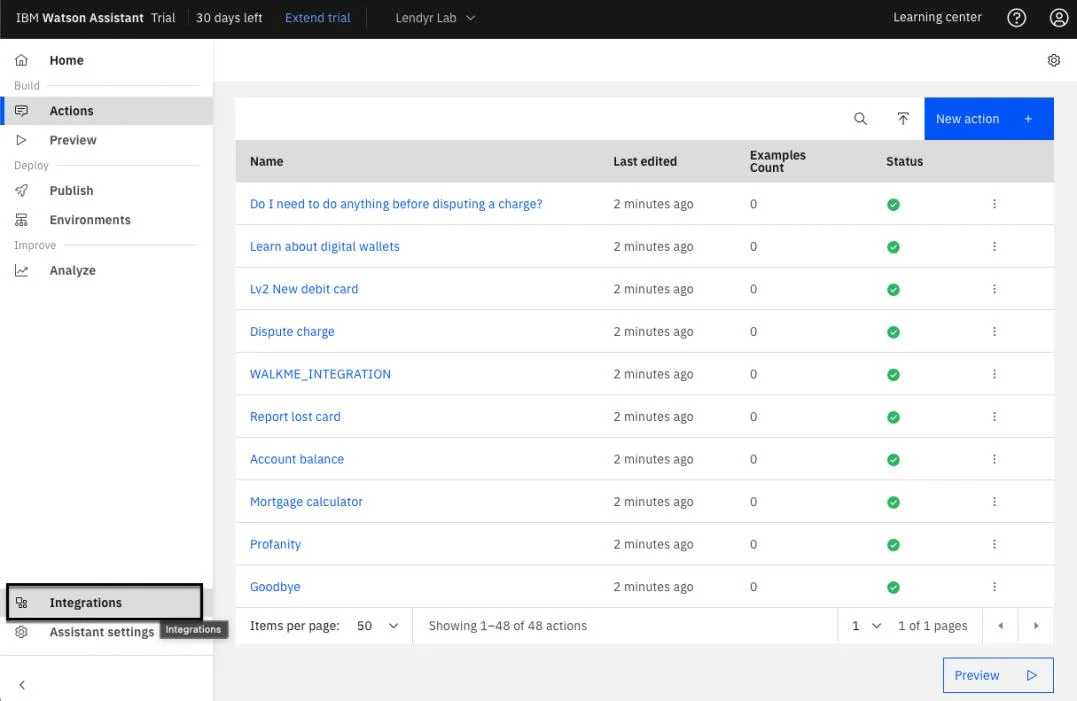 IBM Watson Assistant Trial 30 days left Extend trial Lendyr Lab Learning center
Home
Build
Actions
Preview
Deploy
Publish
Environments
Improve
Analyze
Integrations
Assistant settings
Integrations
New action +
Name Last edited Examples Count Status
Do I need to do anything before disputing a charge? 2 minutes ago 0
Learn about digital wallets 2 minutes ago 0
Lv2 New debit card 2 minutes ago 0
Dispute charge 2 minutes ago 0
WALKME_INTEGRATION 2 minutes ago 0
Report lost card 2 minutes ago 0
Account balance 2 minutes ago 0
Mortgage calculator 2 minutes ago 0
Profanity 2 minutes ago 0
Goodbye 2 minutes ago 0
Items per page: 50 Showing 1–48 of 48 actions 1 1 of 1 pages
Preview